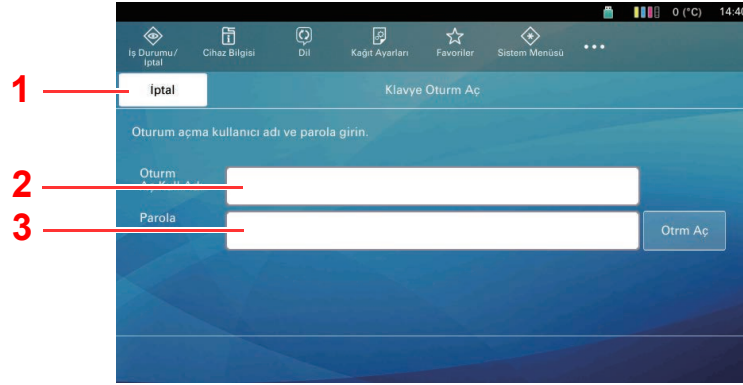 0 (°C) 14:40
İş Durumu/
İptal
Cihaz Bilgisi
Dil
Kağıt Ayarları
Favoriler
Sistem Menüsü
1
İptal
Klavye Oturm Aç
Oturum açma kullanıcı adı ve parola girin.
Oturm
2
Parola
3
Otrm Aç